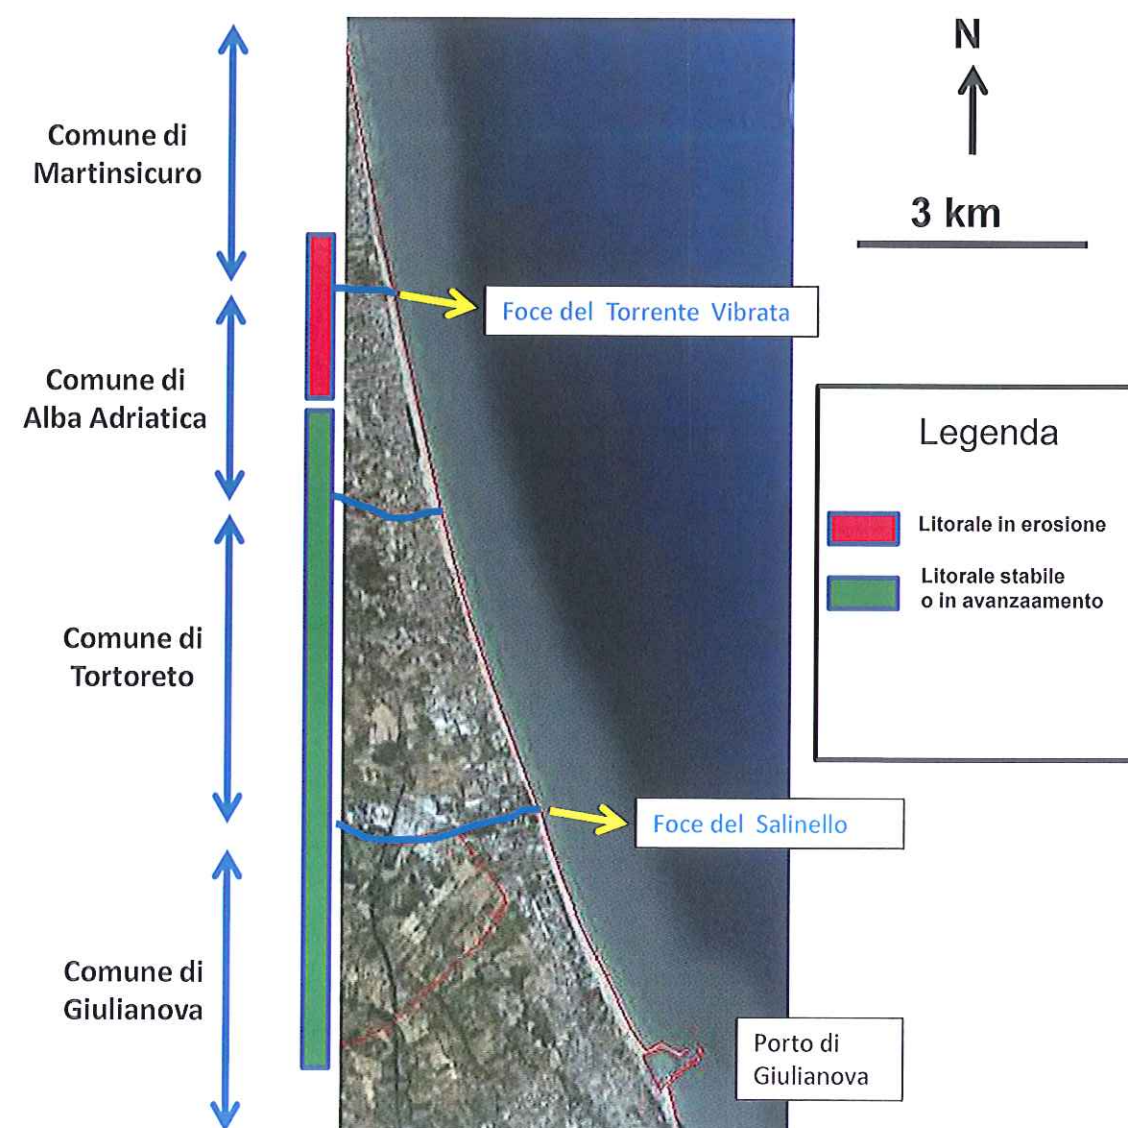 N
Comune di
Martinsicuro
3 km
Foce del Torrente Vibrata
Comune di
Alba Adriatica
Legenda
Litorale in erosione
Litorale stabile
o in avanzaamento
Comune di
Tortoreto
Foce del Salinello
Comune di
Giulianova
Porto di
Giulianova